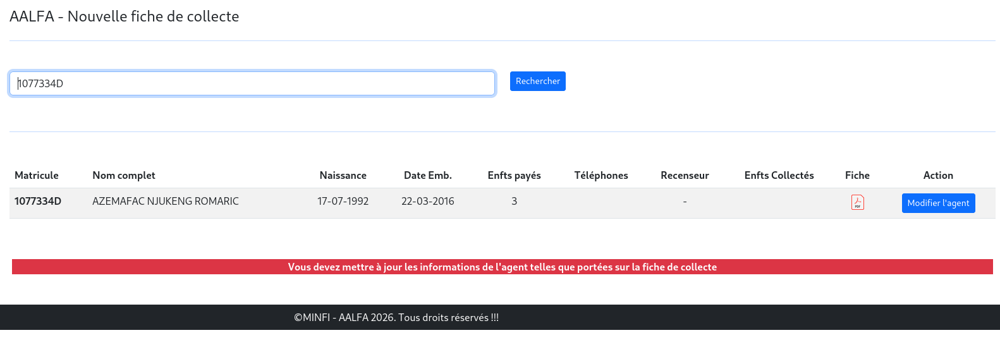 AALFA - Nouvelle fiche de collecte
1077334D
Rechercher
Matricule Nom complet Naissance Date Emb. Enfts payés Téléphones Recenseur Enfts Collectés Fiche Action
1077334D AZEMAFAC NJUKENG ROMARIC 17-07-1992 22-03-2016 3 - PDF Modifier l'agent
Vous devez mettre à jour les informations de l'agent telles que portées sur la fiche de collecte
©MINFI - AALFA 2026. Tous droits réservés !!!